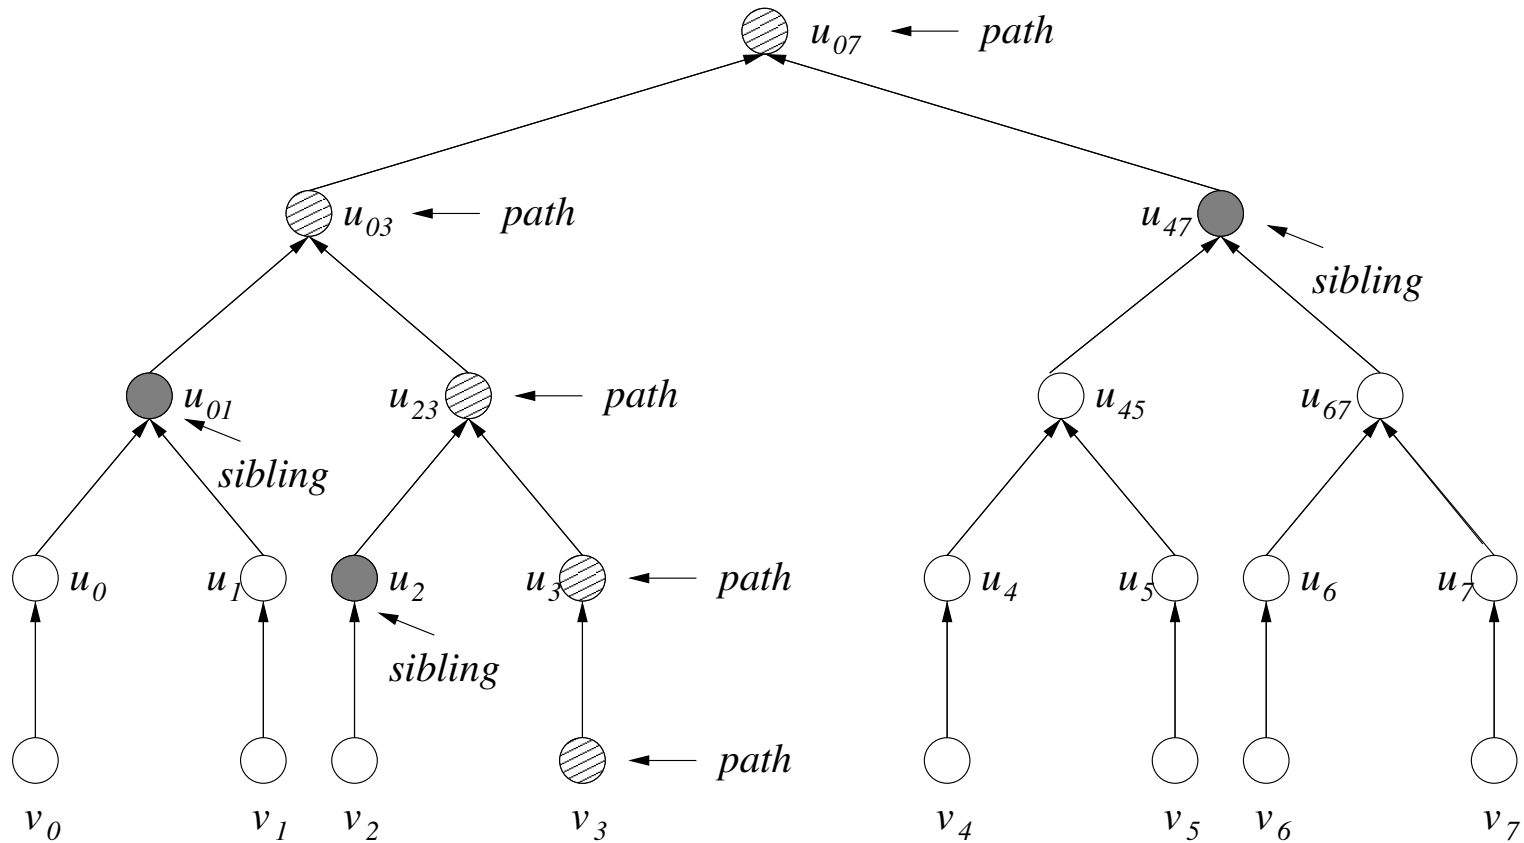 u07 path
u03 path u47
sibling
u01 u23 path u45 u67
sibling
u0 u1 u2 u3 path u4 u5 u6 u7
sibling
path
v0 v1 v2 v3 v4 v5 v6 v7